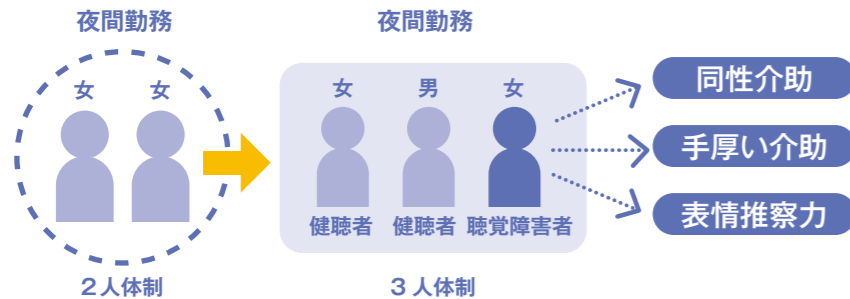 夜間勤務
女 女
２人体制
夜間勤務
女 男 女
健聴者 健聴者 聴覚障害者
３人体制
同性介助
手厚い介助
表情推察力